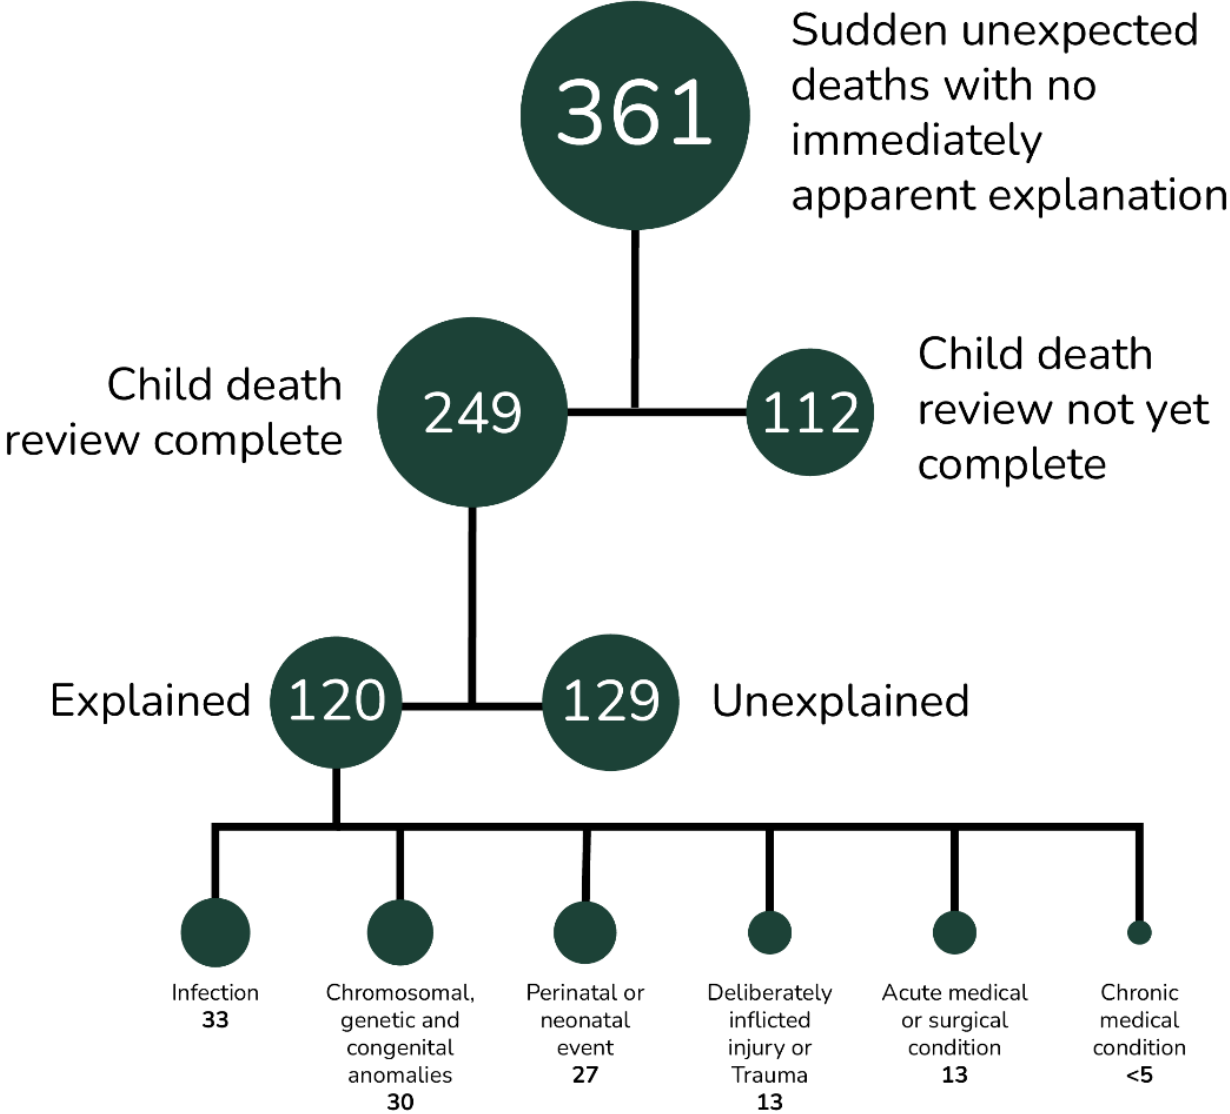 361
Sudden unexpected
deaths with no
immediately
apparent explanation
Child death
review complete
249
112
Child death
review not yet
complete
Explained
120
129
Unexplained
Infection
33
Chromosomal,
genetic and
congenital
anomalies
30
Perinatal or
neonatal
event
27
Deliberately
inflicted
injury or
Trauma
13
Acute medical
or surgical
condition
13
Chronic
medical
condition
<5